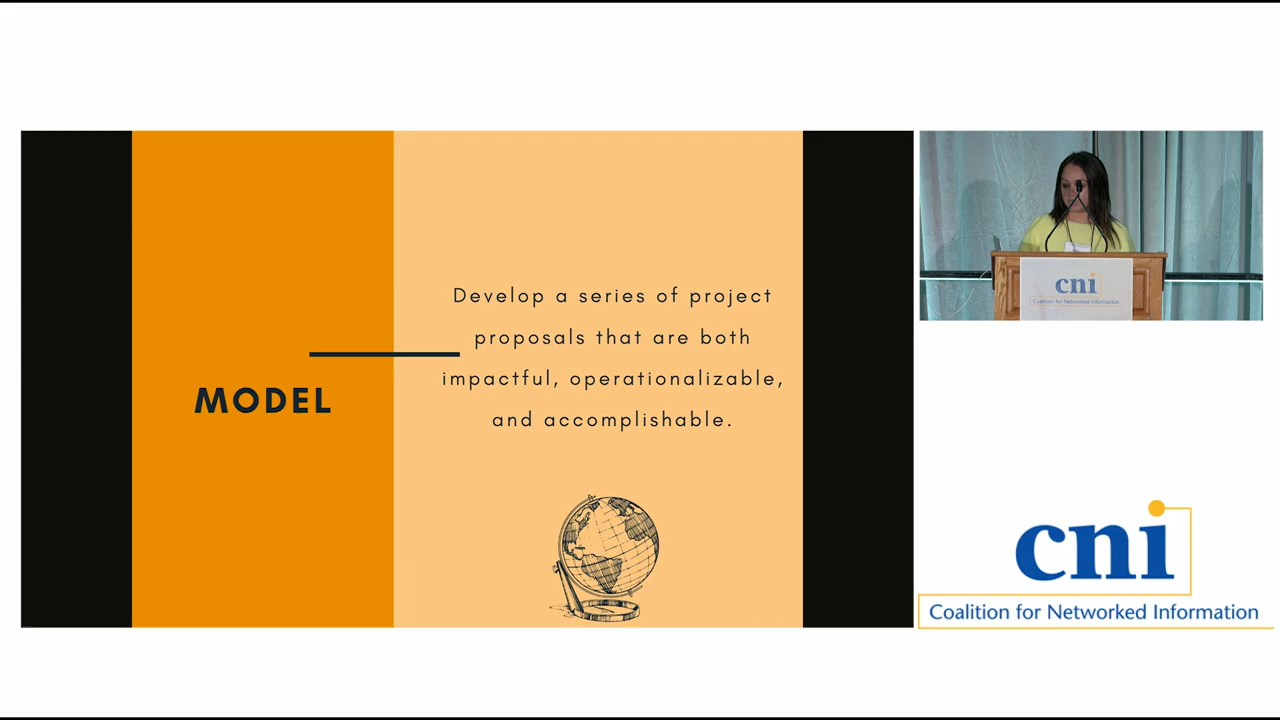 MODEL
Develop a series of project
proposals that are both
impactful, operationalizable,
and accomplishable.
cni
Coalition for Networked Information
cni
Coalition for Networked Information